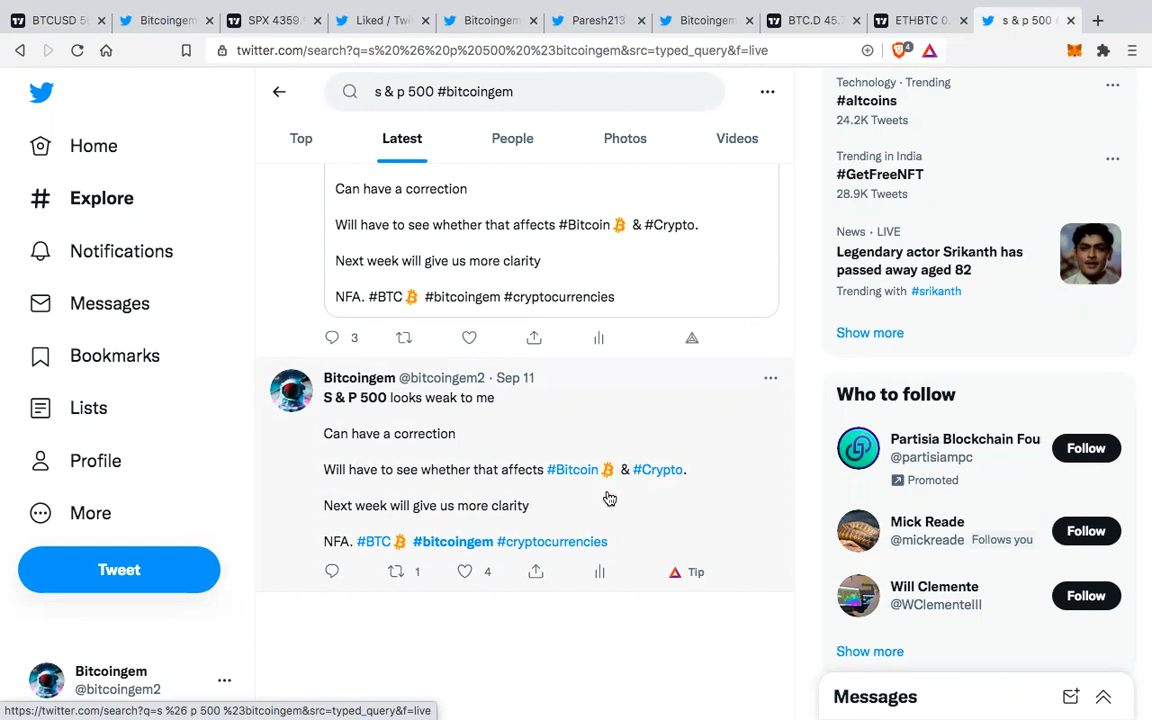 BTCUSD 5
Bitcoingem
SPX 4359.
Liked / Twi
Bitcoingem
Paresh213
Bitcoingem
BTC.D 45.7
ETHBTC 0.
s & p 500
twitter.com/search?q=s%20%26%20p%20500%20%23bitcoingem&src=typed_query&f=live
4
s & p 500 #bitcoingem
Top
Latest
People
Photos
Videos
Home
Explore
Notifications
Messages
Bookmarks
Lists
Profile
More
Tweet
Bitcoingem
@bitcoingem2
Can have a correction
Will have to see whether that affects #Bitcoin & #Crypto.
Next week will give us more clarity
NFA. #BTC #bitcoingem #cryptocurrencies
3
Bitcoingem @bitcoingem2 · Sep 11
S & P 500 looks weak to me
Can have a correction
Will have to see whether that affects #Bitcoin & #Crypto.
Next week will give us more clarity
NFA. #BTC #bitcoingem #cryptocurrencies
1
4
Tip
Technology · Trending
#altcoins
24.2K Tweets
Trending in India
#GetFreeNFT
28.9K Tweets
News · LIVE
Legendary actor Srikanth has
passed away aged 82
Trending with #srikanth
Show more
Who to follow
Partisia Blockchain Fou
@partisiampc
Promoted
Follow
Mick Reade
@mickreade Follows you
Follow
Will Clemente
@WClementeIII
Follow
Show more
Messages
https://twitter.com/search?q=s %26 p 500 %23bitcoingem&src=typed_query&f=live